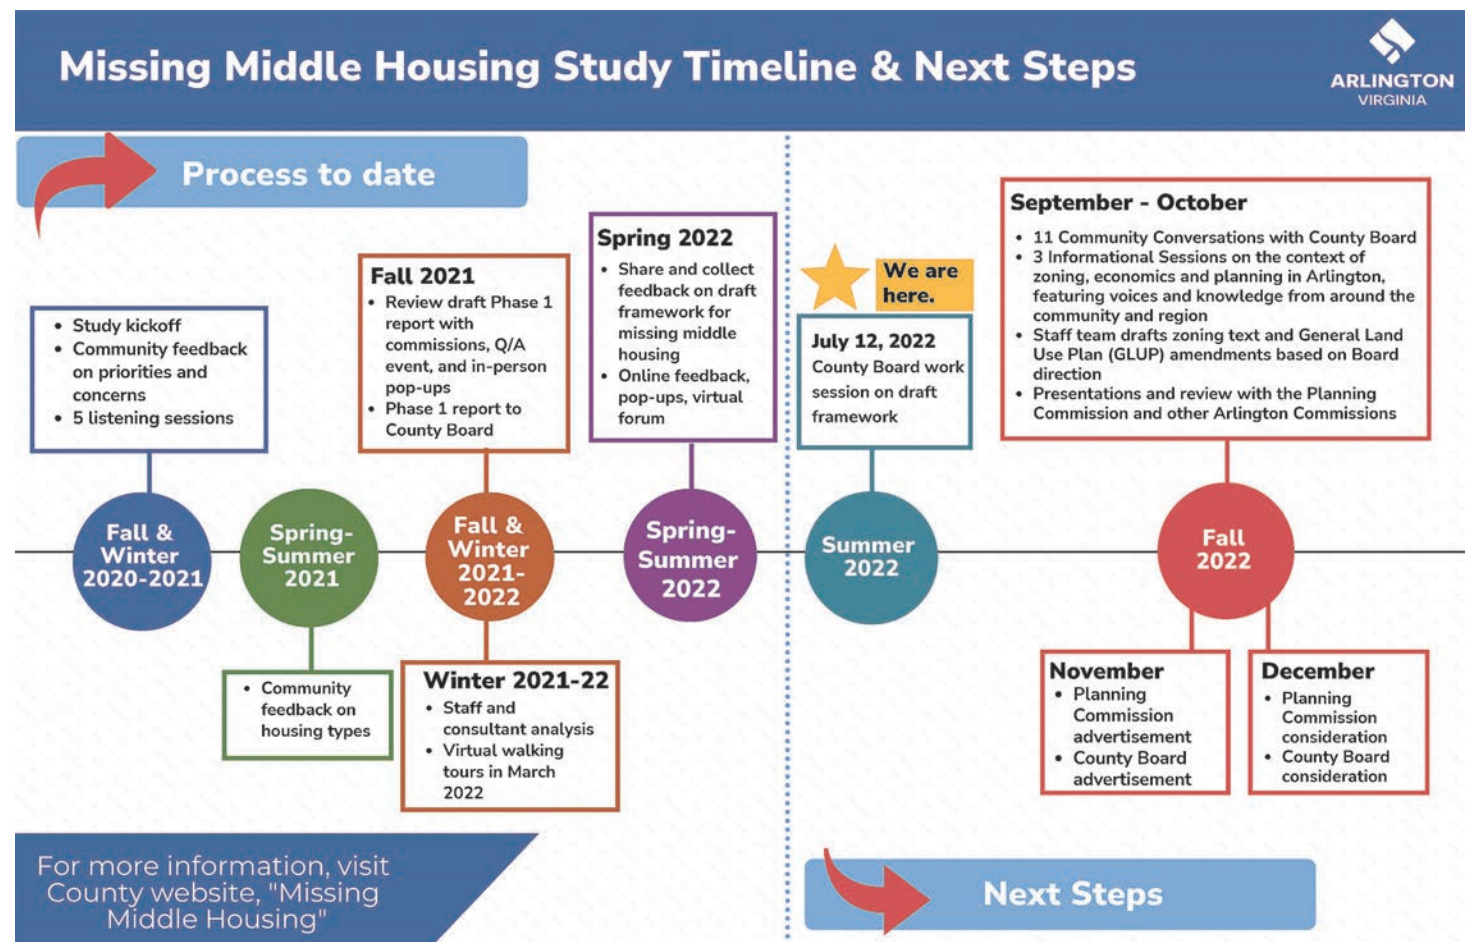 Missing Middle Housing Study Timeline & Next Steps
ARLINGTON
VIRGINIA
Process to date
• Study kickoff
• Community feedback
on priorities and
concerns
• 5 listening sessions
Fall &
Winter
2020-2021
Spring-
Summer
2021
• Community
feedback on
housing types
Fall 2021
• Review draft Phase 1
report with
commissions, Q/A
event, and in-person
pop-ups
• Phase 1 report to
County Board
Fall &
Winter
2021-
2022
Winter 2021-22
• Staff and
consultant analysis
• Virtual walking
tours in March
2022
Spring 2022
• Share and collect
feedback on draft
framework for
missing middle
housing
• Online feedback,
pop-ups, virtual
forum
Spring-
Summer
2022
We are
here.
July 12, 2022
County Board work
session on draft
framework
Summer
2022
September - October
• 11 Community Conversations with County Board
• 3 Informational Sessions on the context of
zoning, economics and planning in Arlington,
featuring voices and knowledge from around the
community and region
• Staff team drafts zoning text and General Land
Use Plan (GLUP) amendments based on Board
direction
• Presentations and review with the Planning
Commission and other Arlington Commissions
Fall
2022
November
• Planning
Commission
advertisement
• County Board
advertisement
December
• Planning
Commission
consideration
• County Board
consideration
For more information, visit
County website, "Missing
Middle Housing"
Next Steps